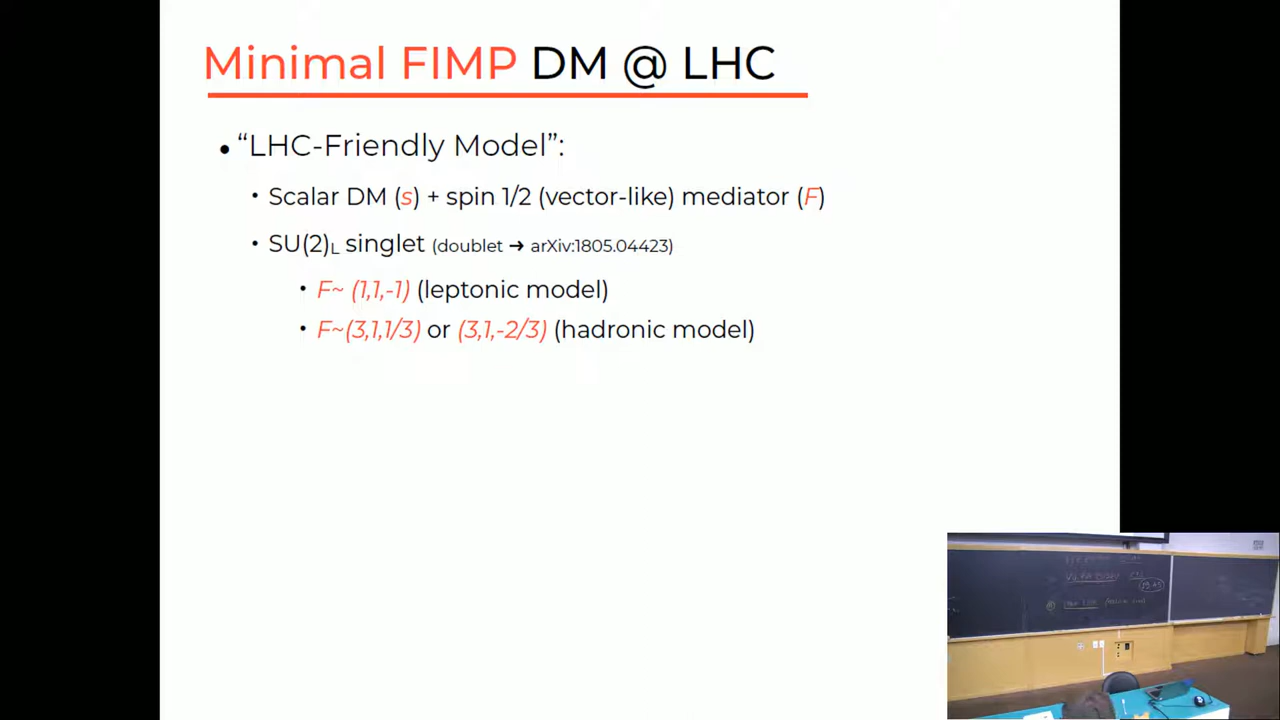 Minimal FIMP DM @ LHC
• “LHC-Friendly Model”:
• Scalar DM (s) + spin 1/2 (vector-like) mediator (F)
• SU(2)L singlet (doublet ➜ arXiv:1805.04423)
• F~ (1,1,-1) (leptonic model)
• F~(3,1,1/3) or (3,1,-2/3) (hadronic model)